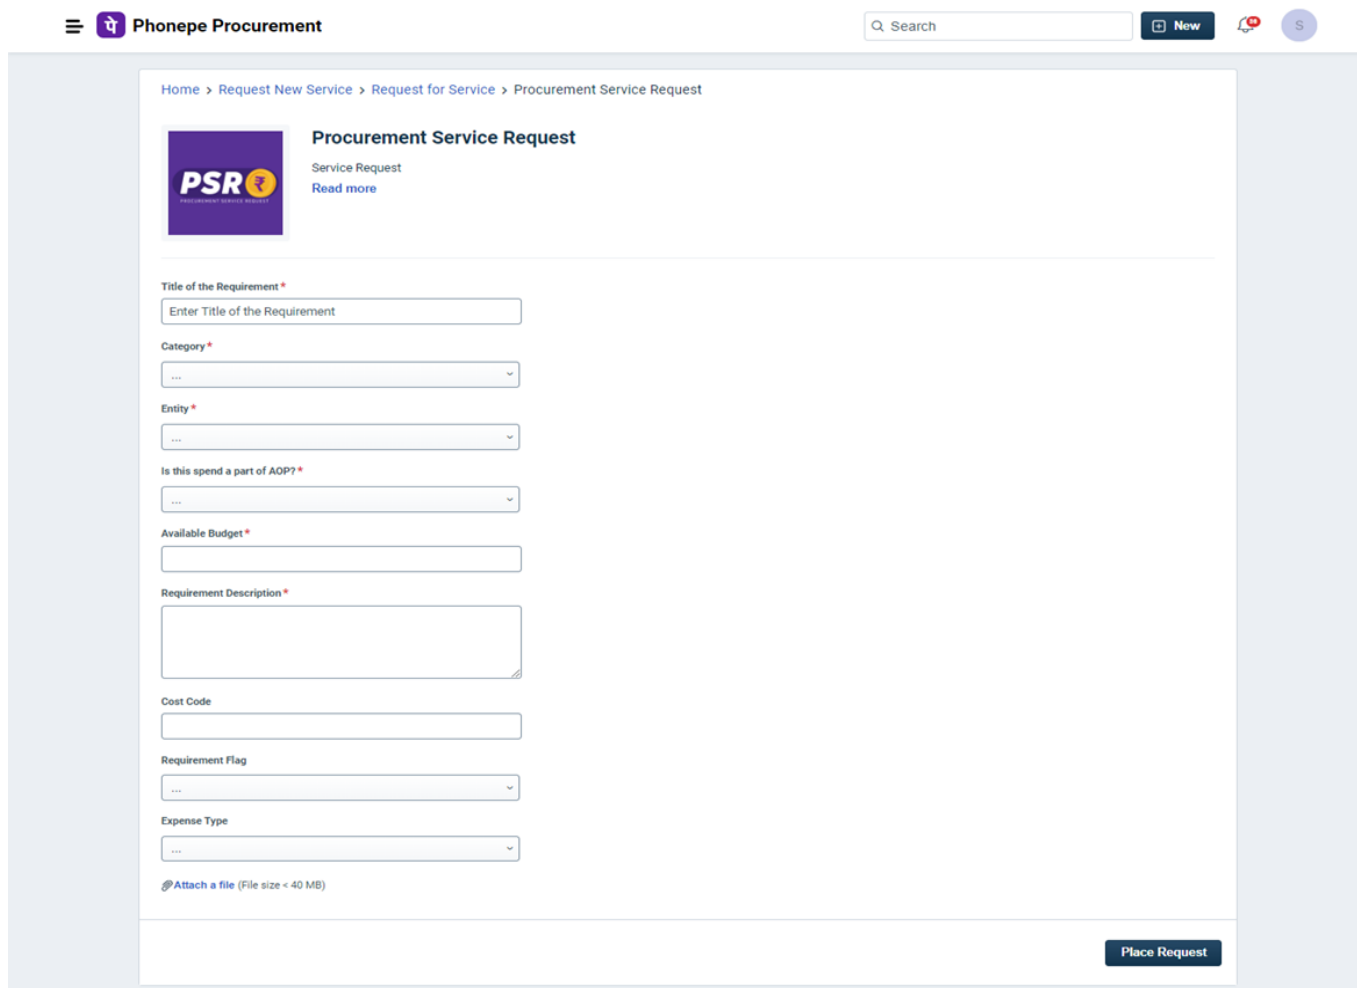 पे Phonepe Procurement
Search
New
S
Home > Request New Service > Request for Service > Procurement Service Request
Procurement Service Request
Service Request
Read more
PSR₹
PROCUREMENT SERVICE REQUEST
Title of the Requirement*
Enter Title of the Requirement
Category*
...
Entity*
...
Is this spend a part of AOP?*
...
Available Budget*
Requirement Description*
Cost Code
Requirement Flag
...
Expense Type
...
Attach a file (File size < 40 MB)
Place Request